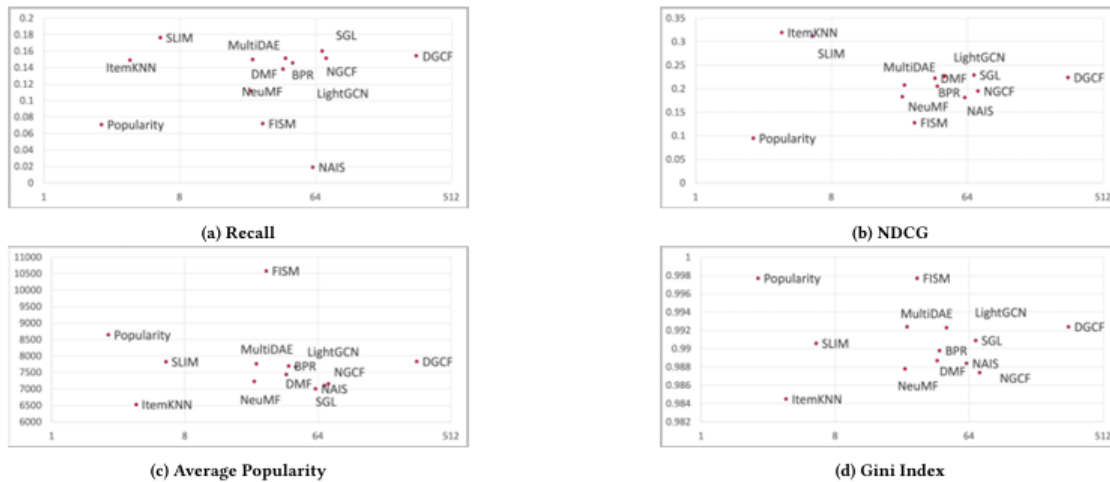 0.2
0.18
0.16
0.14
0.12
0.1
0.08
0.06
0.04
0.02
0
1
8
64
512
SLIM
ItemKNN
MultiDAE
SGL
DGCF
DMF
BPR
NGCF
NeuMF
LightGCN
Popularity
FISM
NAIS
(a) Recall
0.35
0.3
0.25
0.2
0.15
0.1
0.05
0
1
8
64
512
ItemKNN
SLIM
LightGCN
MultiDAE
DMF
SGL
DGCF
BPR
NGCF
NeuMF
NAIS
FISM
Popularity
(b) NDCG
11000
10500
10000
9500
9000
8500
8000
7500
7000
6500
6000
1
8
64
512
FISM
Popularity
SLIM
MultiDAE
LightGCN
DGCF
BPR
NGCF
DMF
NAIS
NeuMF
SGL
ItemKNN
(c) Average Popularity
1
0.998
0.996
0.994
0.992
0.99
0.988
0.986
0.984
0.982
1
8
64
512
Popularity
FISM
MultiDAE
LightGCN
DGCF
SLIM
SGL
BPR
DMF
NAIS
NeuMF
NGCF
ItemKNN
(d) Gini Index